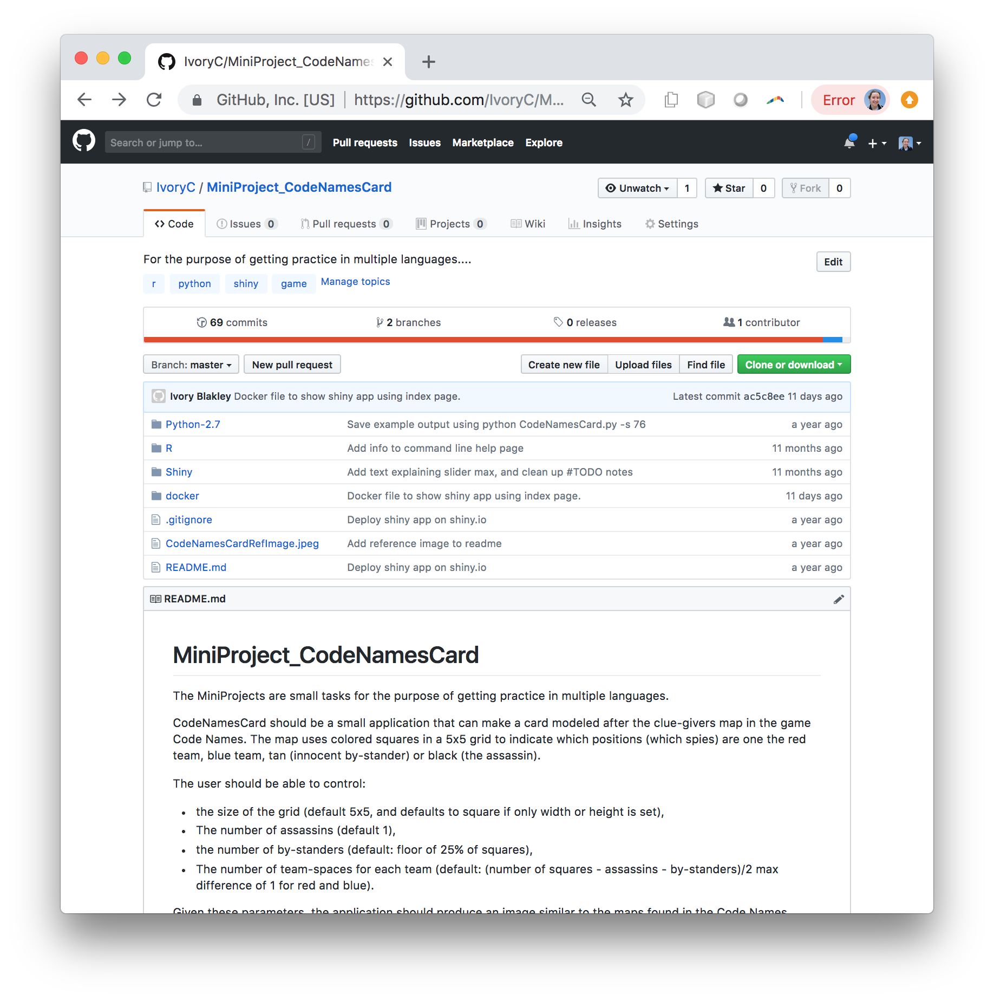 IvoryC/MiniProject_CodeNames
GitHub, Inc. [US] https://github.com/IvoryC/M... Error
Search or jump to... / Pull requests Issues Marketplace Explore
IvoryC / MiniProject_CodeNamesCard Unwatch 1 Star 0 Fork 0
Code Issues 0 Pull requests 0 Projects 0 Wiki Insights Settings
For the purpose of getting practice in multiple languages.... Edit
r python shiny game Manage topics
69 commits 2 branches 0 releases 1 contributor
Branch: master New pull request Create new file Upload files Find file Clone or download
Ivory Blakley Docker file to show shiny app using index page. Latest commit ac5c8ee 11 days ago
Python-2.7 Save example output using python CodeNamesCard.py -s 76 a year ago
R Add info to command line help page 11 months ago
Shiny Add text explaining slider max, and clean up #TODO notes 11 months ago
docker Docker file to show shiny app using index page. 11 days ago
.gitignore Deploy shiny app on shiny.io a year ago
CodeNamesCardRefImage.jpeg Add reference image to readme a year ago
README.md Deploy shiny app on shiny.io a year ago
README.md
MiniProject_CodeNamesCard
The MiniProjects are small tasks for the purpose of getting practice in multiple languages.
CodeNamesCard should be a small application that can make a card modeled after the clue-givers map in the game
Code Names. The map uses colored squares in a 5x5 grid to indicate which positions (which spies) are one the red
team, blue team, tan (innocent by-stander) or black (the assassin).
The user should be able to control:
• the size of the grid (default 5x5, and defaults to square if only width or height is set),
• The number of assassins (default 1),
• the number of by-standers (default: floor of 25% of squares),
• The number of team-spaces for each team (default: (number of squares - assassins - by-standers)/2 max
difference of 1 for red and blue).
Given these parameters, the application should produce an image similar to the maps found in the Code Names